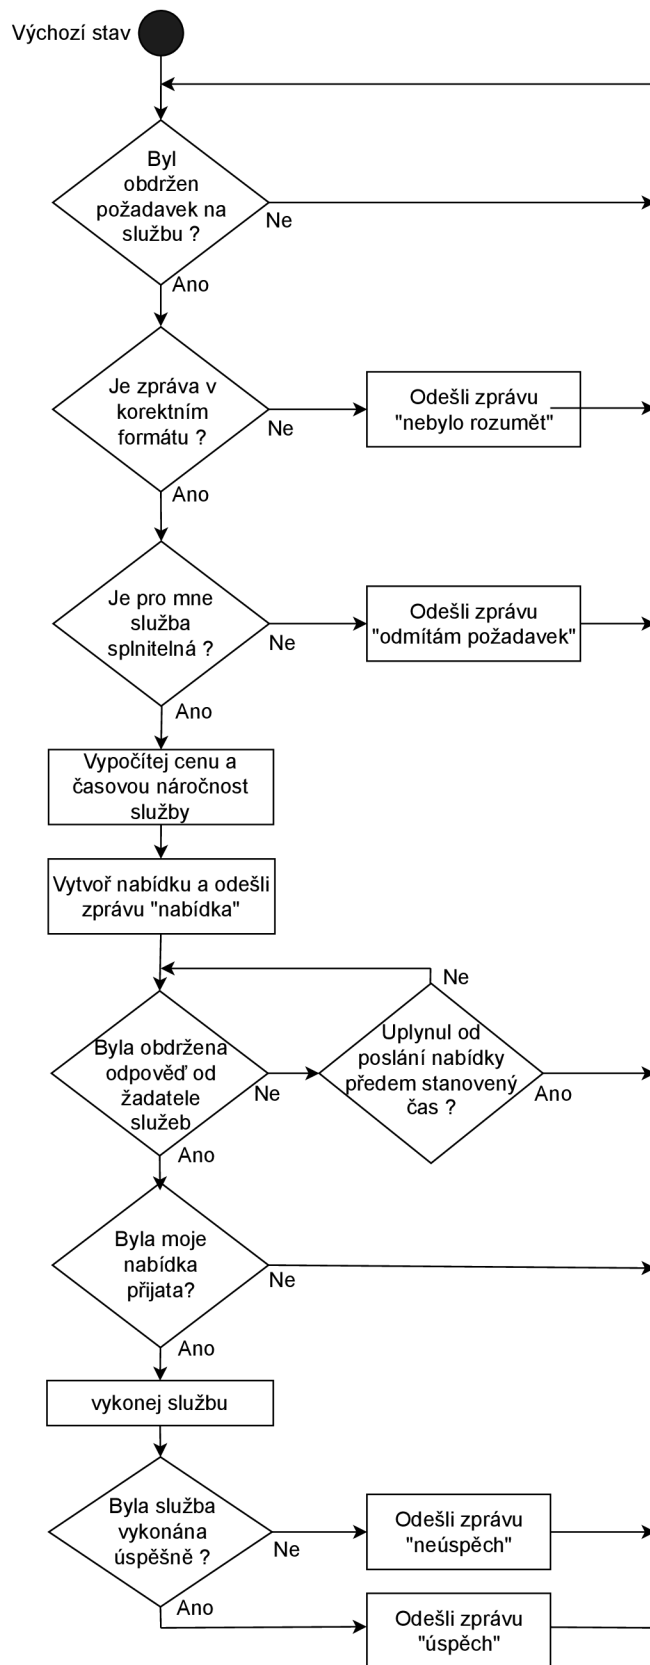 Výchozí stav
Byl
obdržen
požadavek na
službu ?
Ne
Ano
Je zpráva v
korektním
formátu ?
Ne
Odešli zprávu
"nebylo rozumět"
Ano
Je pro mne
služba
splnitelná ?
Ne
Odešli zprávu
"odmítám požadavek"
Ano
Vypočítej cenu a
časovou náročnost
služby
Vytvoř nabídku a odešli
zprávu "nabídka"
Ne
Byla obdržena
odpověď od
žadatele
služeb
Ne
Uplynul od
poslání nabídky
předem stanovený
čas ?
Ano
Ano
Byla moje
nabídka
přijata?
Ne
Ano
vykonej službu
Byla služba
vykonána
úspěšně ?
Ne
Odešli zprávu
"neúspěch"
Ano
Odešli zprávu
"úspěch"